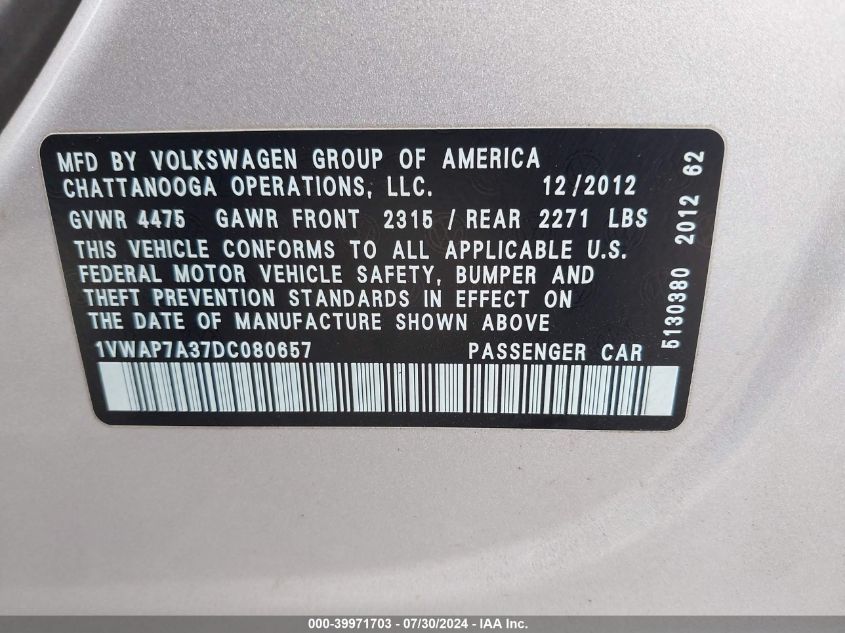 MFD BY VOLKSWAGEN GROUP OF AMERICA
CHATTANOOGA OPERATIONS, LLC. 12/2012
GVWR 4475 GAWR FRONT 2315 / REAR 2271 LBS
THIS VEHICLE CONFORMS TO ALL APPLICABLE U.S.
FEDERAL MOTOR VEHICLE SAFETY, BUMPER AND
THEFT PREVENTION STANDARDS IN EFFECT ON
THE DATE OF MANUFACTURE SHOWN ABOVE
1VWAP7A37DC080657 PASSENGER CAR
5130380 2012 62
000-39971703 / 07/30/2024 - IAA Inc.